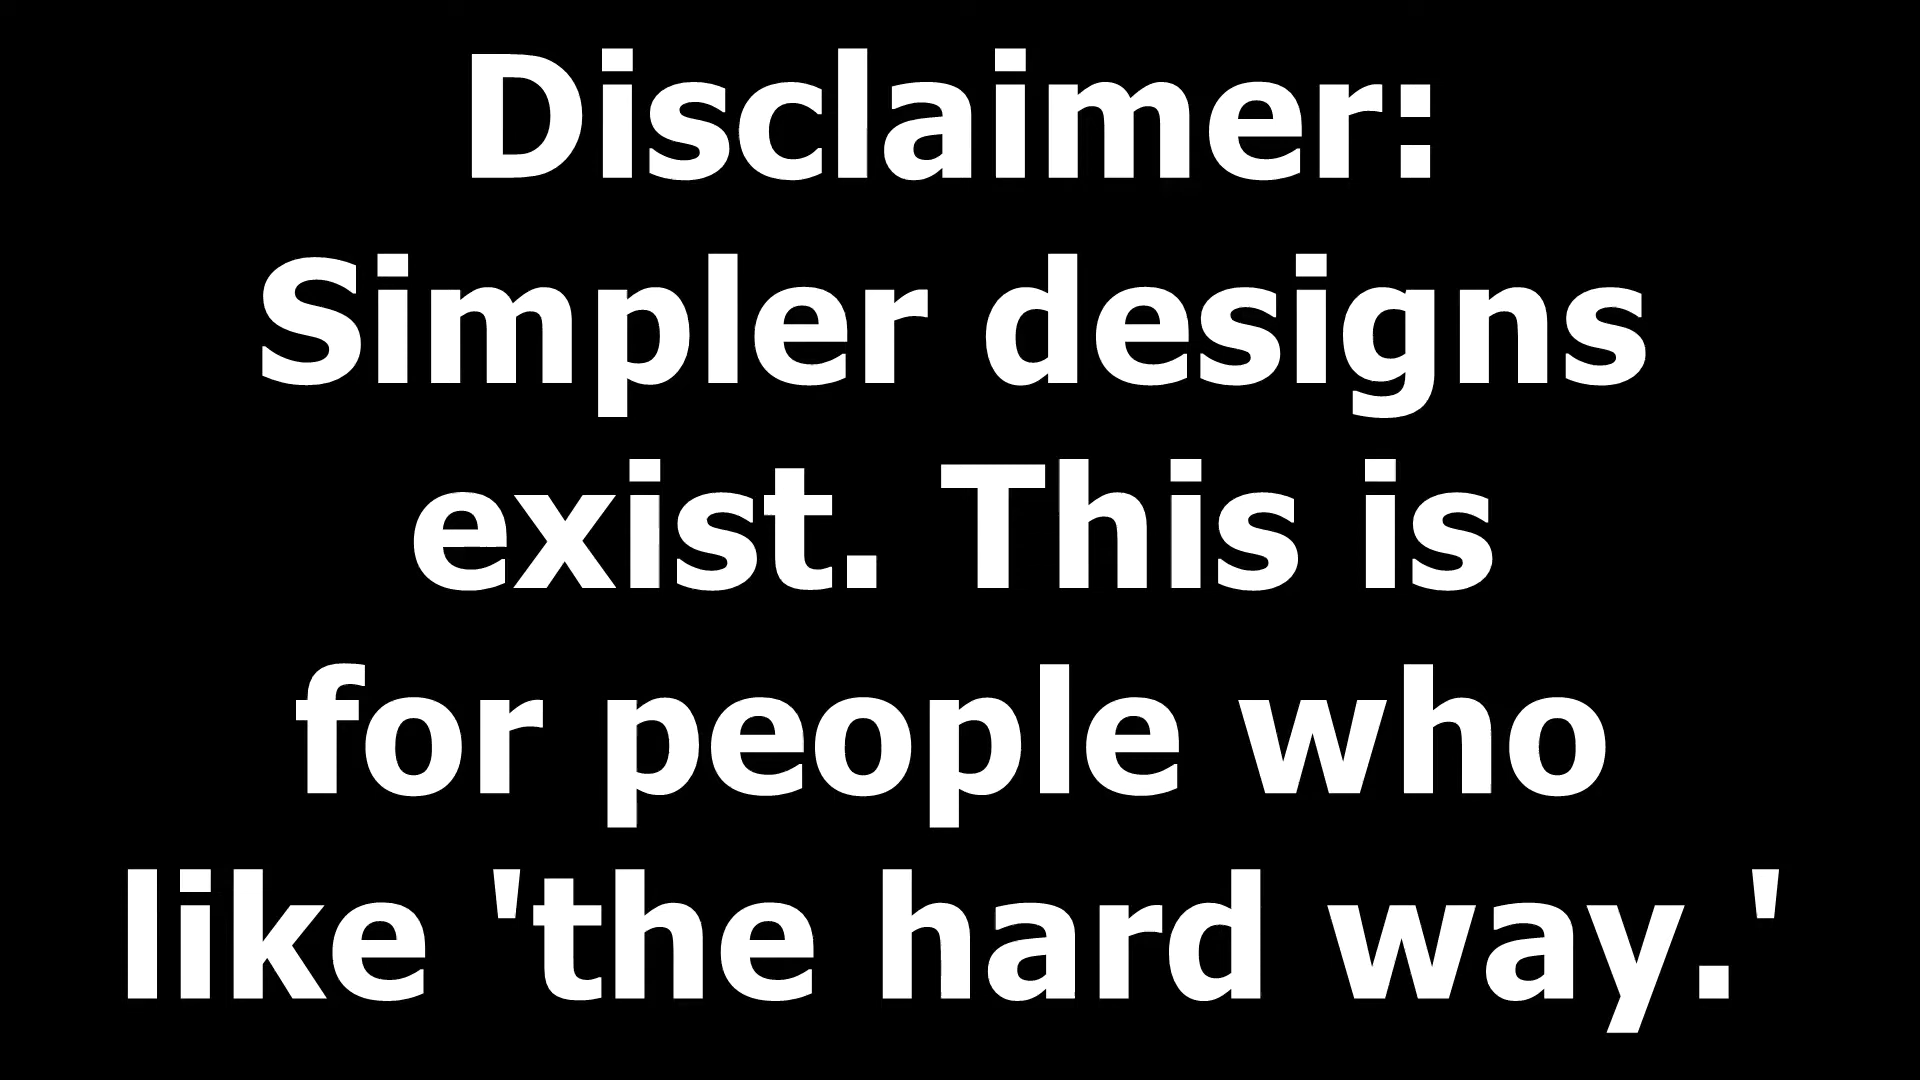 Disclaimer:
Simpler designs
exist. This is
for people who
like 'the hard way.'